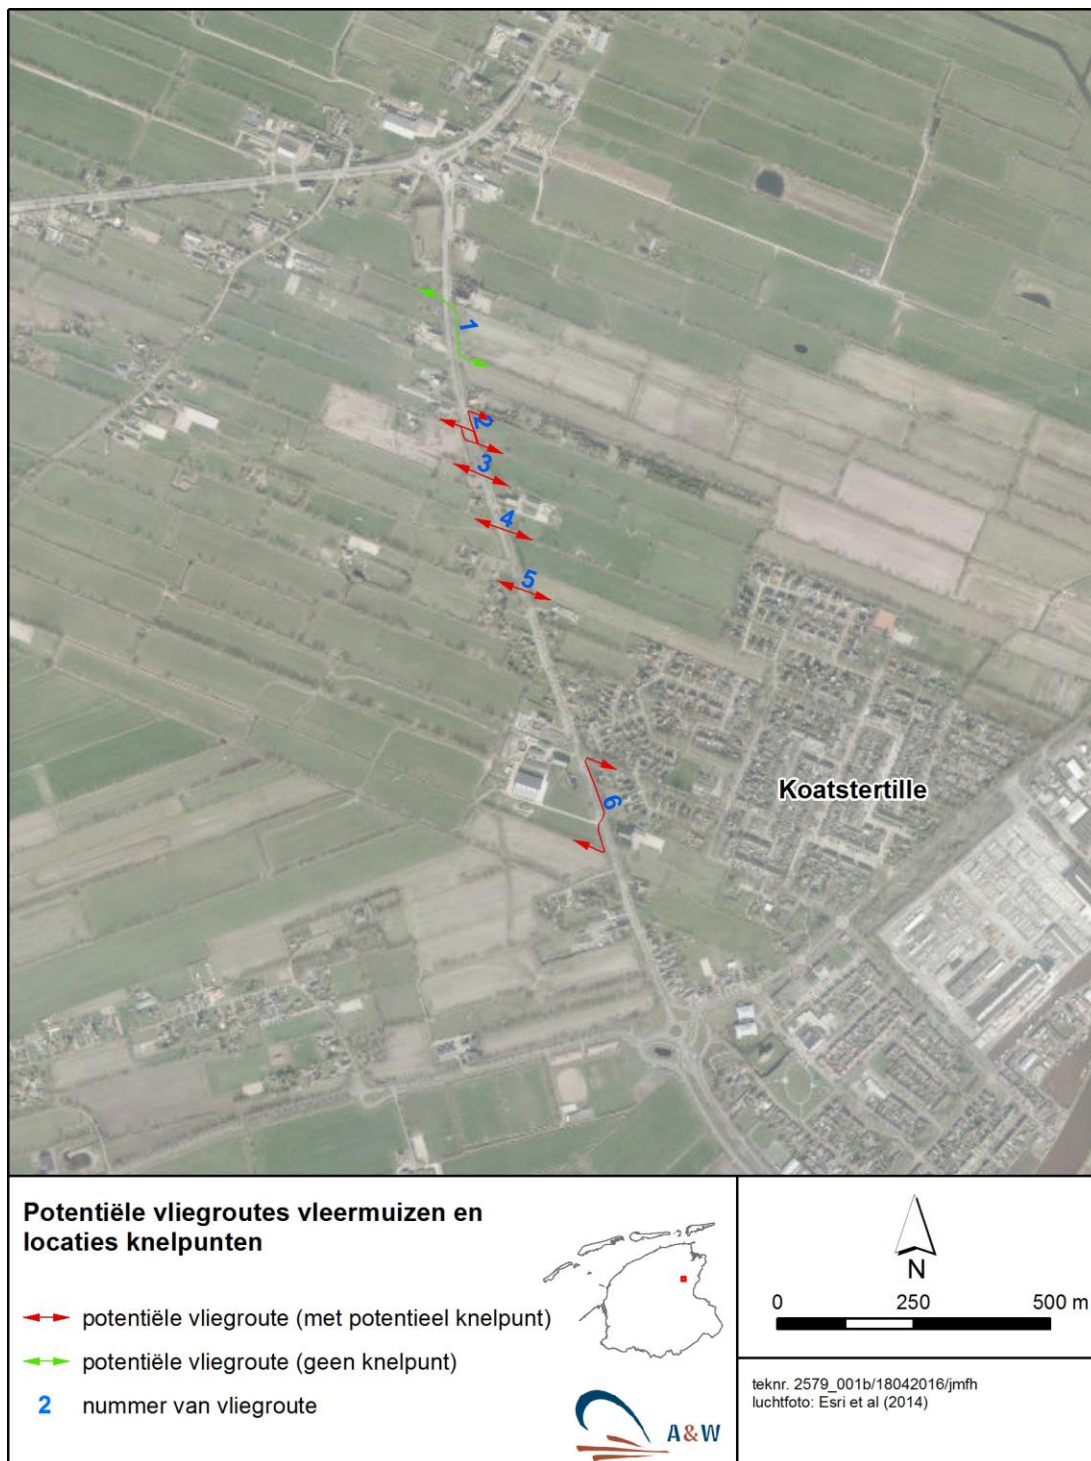 1
2
3
4
5
6
Koatstertille
Potentiële vliegroutes vleermuizen en
locaties knelpunten
potentiële vliegroute (met potentieel knelpunt)
potentiële vliegroute (geen knelpunt)
2 nummer van vliegroute
A&W
N
0 250 500 m
teknr. 2579_001b/18042016/jmfh
luchtfoto: Esri et al (2014)